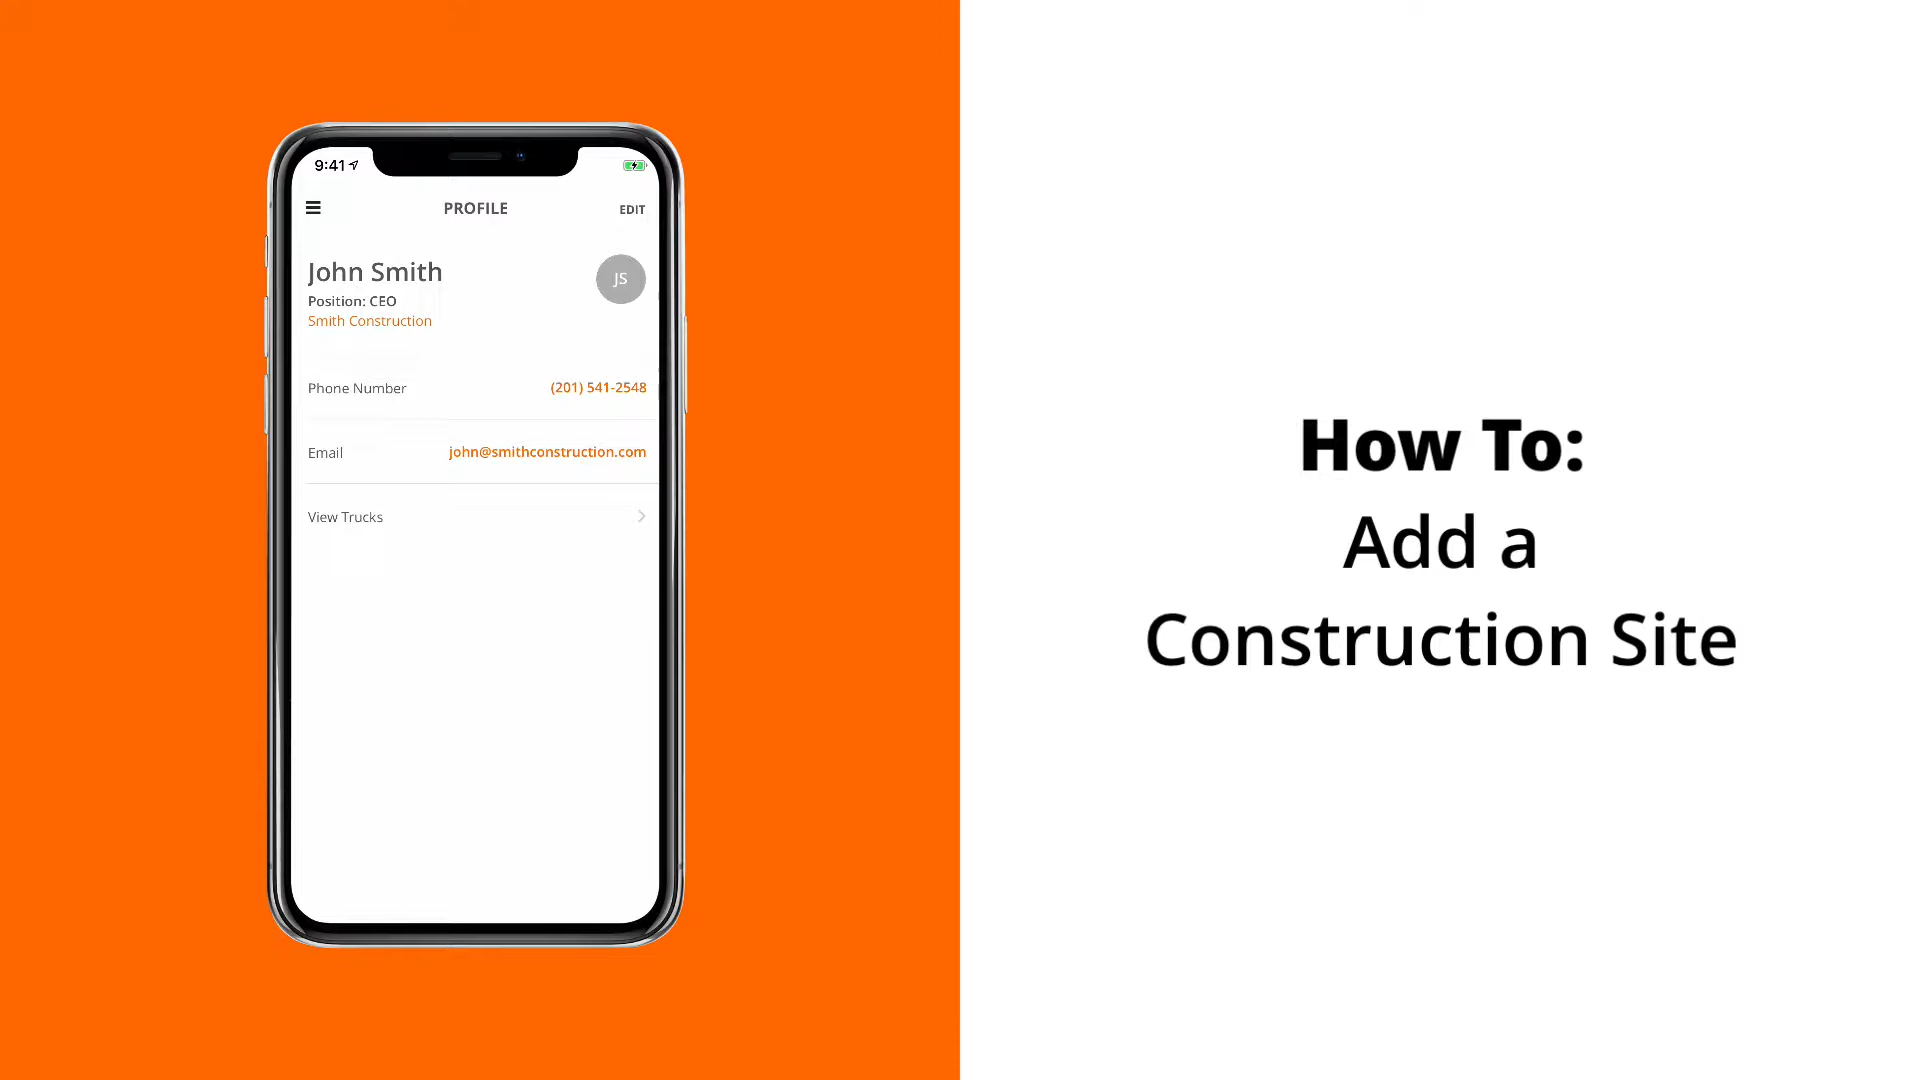 9:41
PROFILE
EDIT
John Smith
JS
Position: CEO
Smith Construction
Phone Number
(201) 541-2548
Email
john@smithconstruction.com
View Trucks
How To:
Add a
Construction Site